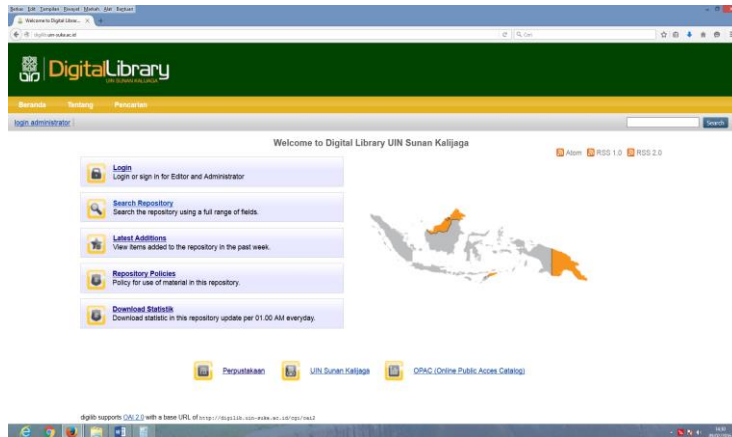 Welcome to Digital Librar...
DigitalLibrary
UIN SUNAN KALIJAGA
Beranda Tentang Pencarian
login administrator
Search
Welcome to Digital Library UIN Sunan Kalijaga
Atom RSS 1.0 RSS 2.0
Login
Login or sign in for Editor and Administrator
Search Repository
Search the repository using a full range of fields.
Latest Additions
View items added to the repository in the past week.
Repository Policies
Policy for use of material in this repository.
Download Statistik
Download statistic in this repository update per 01.00 AM everyday.
Perpustakaan UIN Sunan Kalijaga OPAC (Online Public Acces Catalog)
digilib supports OAI 2.0 with a base URL of http://digilib.uin-suka.ac.id/cgi/oai2